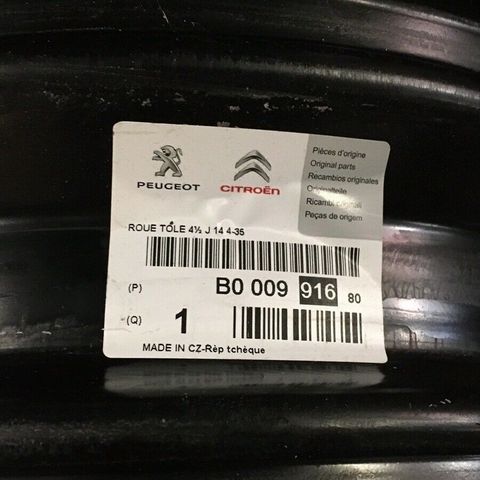 PEUGEOT
CITROËN
Pièces d'origine
Original parts
Recambios originales
Originalteile
Ricambi originali
Peças de origem
ROUE TÔLE 4½ J 14 4-35
(P) B0 009 916 80
(Q) 1
MADE IN CZ-Rèp tchèque